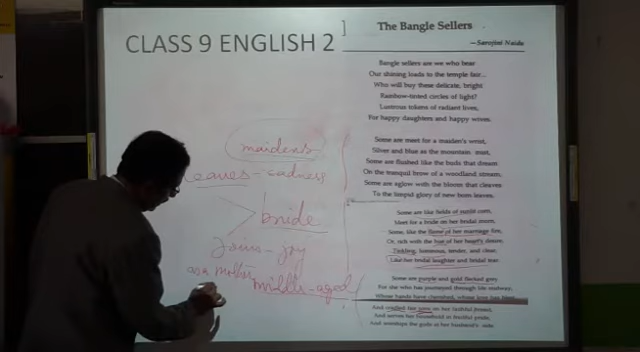 CLASS 9 ENGLISH 2
The Bangle Sellers
—Sarojini Naidu
Bangle sellers are we who bear
Our shining loads to the temple fair...
Who will buy these delicate, bright
Rainbow-tinted circles of light?
Lustrous tokens of radiant lives,
For happy daughters and happy wives.
Some are meet for a maiden's wrist,
Silver and blue as the mountain mist,
Some are flushed like the buds that dream
On the tranquil brow of a woodland stream,
Some are aglow with the bloom that cleaves
To the limpid glory of new-born leaves.
Some are like fields of sunlit corn,
Meet for a bride on her bridal morn,
Some, like the flame of her marriage fire,
Or, rich with the hue of her heart's desire,
Tinkling, luminous, tender, and clear,
Like her bridal laughter and bridal tear.
Some are purple and gold flecked grey
For she who has journeyed through life midway,
Whose hands have cherished, whose love has blest,
And cradled fair sons on her faithful breast,
And serves her household in fruitful pride,
And worships the gods at her husband's side.
maidens
leaves - sadness
bride
Joins - joy
as a mother
middle-aged